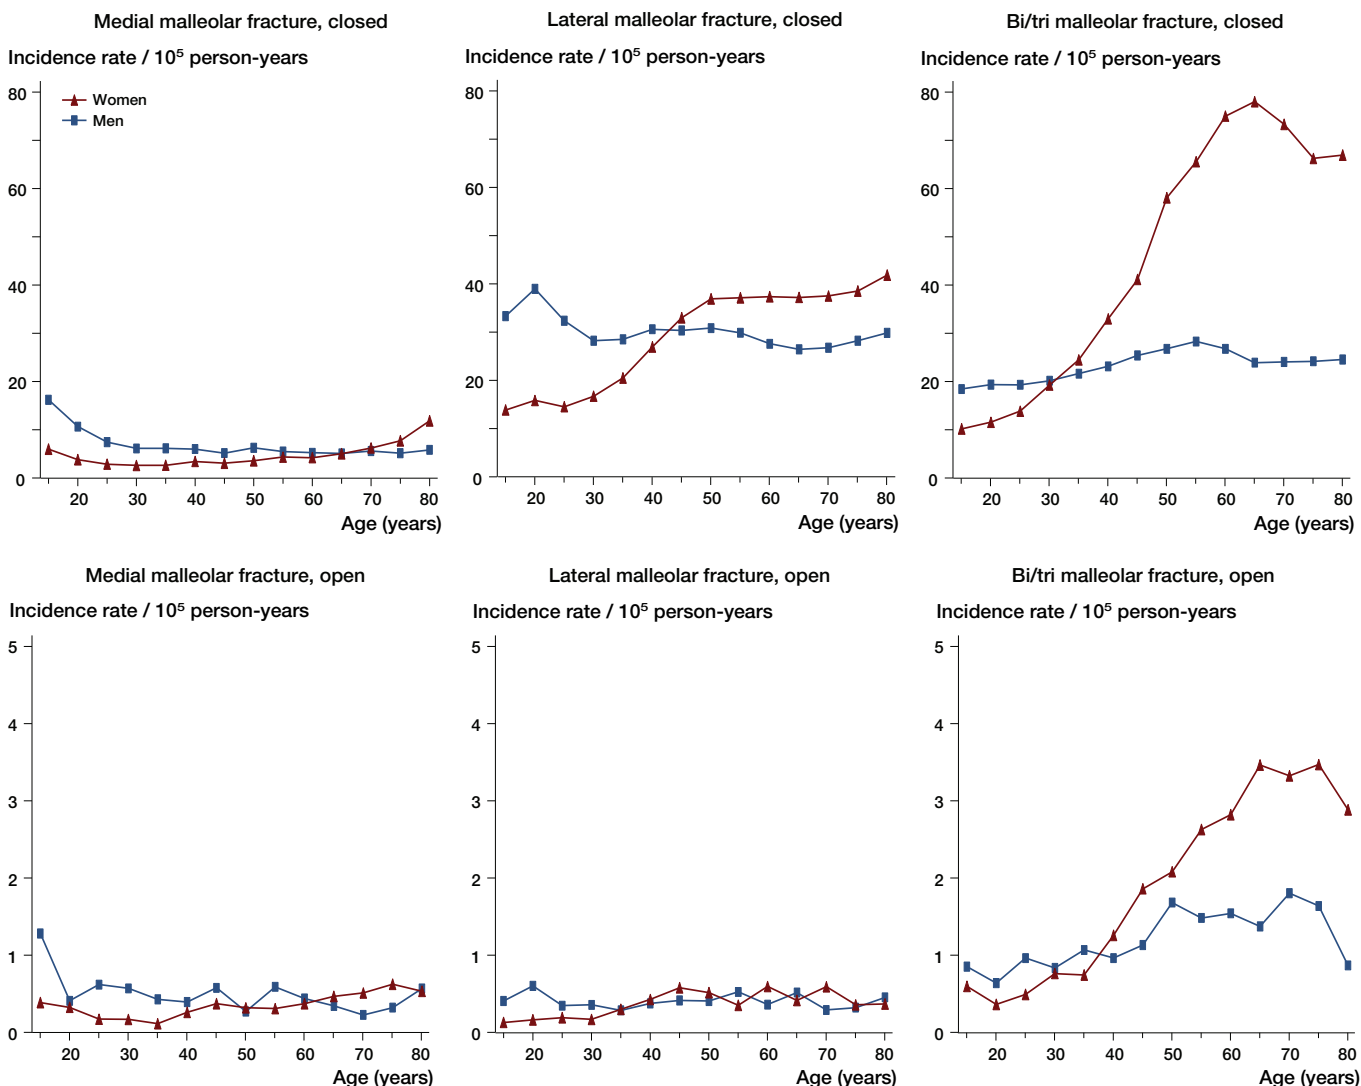 Medial malleolar fracture, closed
Incidence rate / 10⁵ person-years
80
60
40
20
0
Women
Men
20 30 40 50 60 70 80
Age (years)
Lateral malleolar fracture, closed
Incidence rate / 10⁵ person-years
80
60
40
20
0
20 30 40 50 60 70 80
Age (years)
Bi/tri malleolar fracture, closed
Incidence rate / 10⁵ person-years
80
60
40
20
0
20 30 40 50 60 70 80
Age (years)
Medial malleolar fracture, open
Incidence rate / 10⁵ person-years
5
4
3
2
1
0
20 30 40 50 60 70 80
Age (years)
Lateral malleolar fracture, open
Incidence rate / 10⁵ person-years
5
4
3
2
1
0
20 30 40 50 60 70 80
Age (years)
Bi/tri malleolar fracture, open
Incidence rate / 10⁵ person-years
5
4
3
2
1
0
20 30 40 50 60 70 80
Age (years)